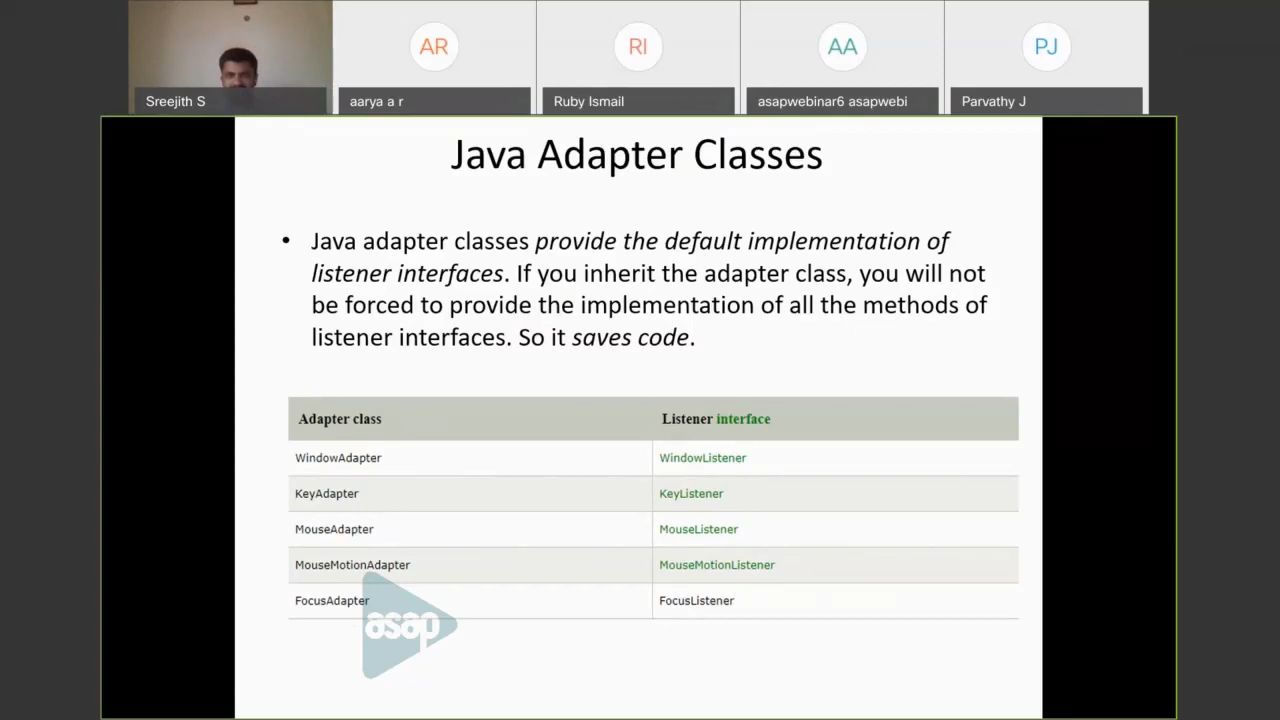 AR
RI
AA
PJ
Sreejith S
aarya a r
Ruby Ismail
asapwebinar6 asapwebi
Parvathy J
Java Adapter Classes
• Java adapter classes provide the default implementation of
listener interfaces. If you inherit the adapter class, you will not
be forced to provide the implementation of all the methods of
listener interfaces. So it saves code.
Adapter class Listener interface
WindowAdapter WindowListener
KeyAdapter KeyListener
MouseAdapter MouseListener
MouseMotionAdapter MouseMotionListener
FocusAdapter FocusListener
asap